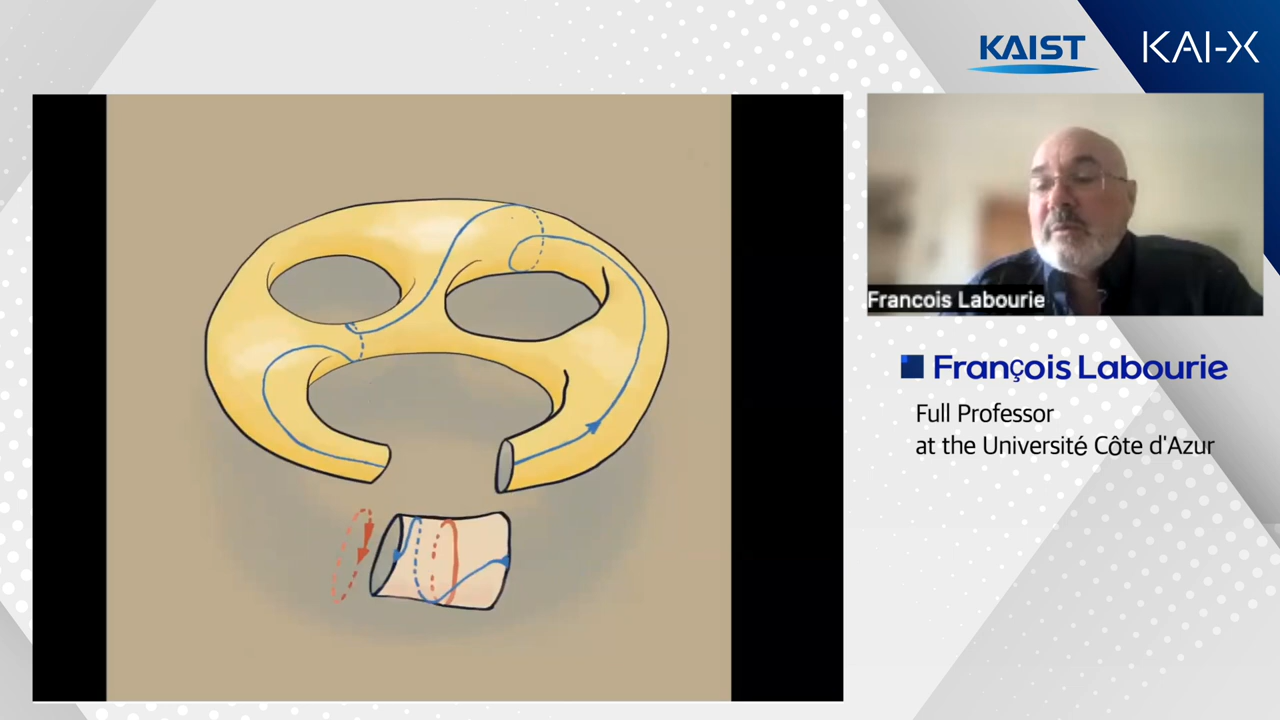 KAIST
KAI-X
Francois Labourie
François Labourie
Full Professor
at the Université Côte d'Azur